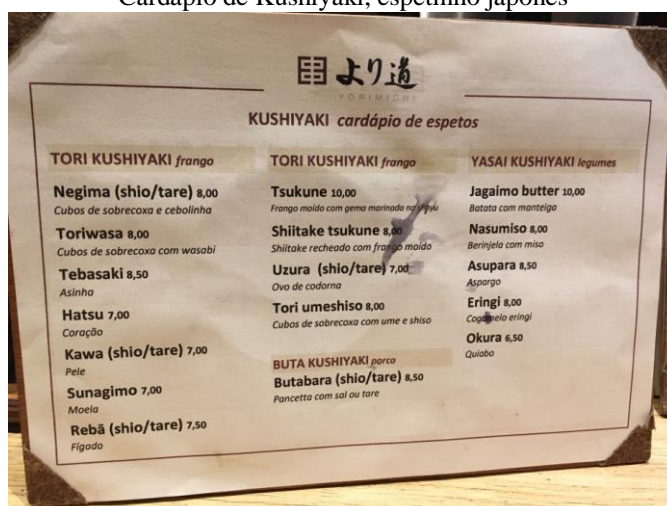 Cardápio de Kushiyaki, espetinho japonês
より道
YORIMICHI
KUSHIYAKI cardápio de espetos
TORI KUSHIYAKI frango
Negima (shio/tare) 8,00
Cubos de sobrecoxa e cebolinha
Toriwasa 8,00
Cubos de sobrecoxa com wasabi
Tebasaki 8,50
Asinha
Hatsu 7,00
Coração
Kawa (shio/tare) 7,00
Pele
Sunagimo 7,00
Moela
Rebã (shio/tare) 7,50
Fígado
TORI KUSHIYAKI frango
Tsukune 10,00
Frango moído com gema marinada no shoyu
Shiitake tsukune 8,00
Shiitake recheado com frango moído
Uzura (shio/tare) 7,00
Ovo de codorna
Tori umeshiso 8,00
Cubos de sobrecoxa com ume e shiso
BUTA KUSHIYAKI porco
Butabara (shio/tare) 8,50
Pancetta com sal ou tare
YASAI KUSHIYAKI legumes
Jagaimo butter 10,00
Batata com manteiga
Nasumiso 8,00
Berinjela com miso
Asupara 8,50
Aspargo
Eringi 8,00
Cogumelo eringi
Okura 6,50
Quiabo